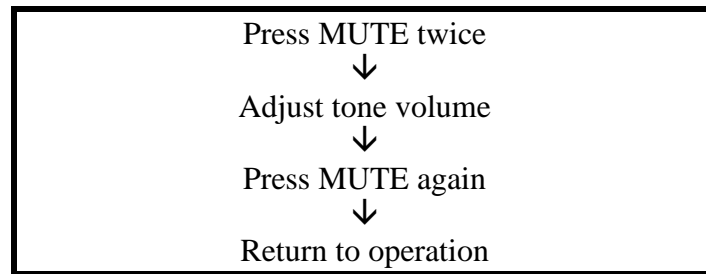 Press MUTE twice
↓
Adjust tone volume
↓
Press MUTE again
↓
Return to operation